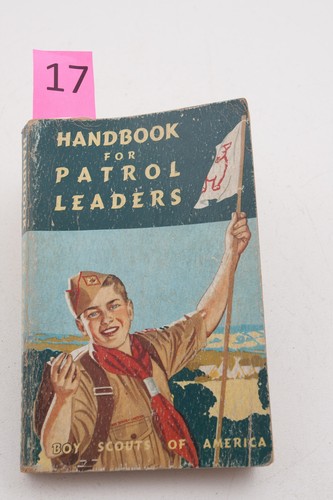 17
HANDBOOK
FOR
PATROL
LEADERS
BOY SCOUTS OF AMERICA